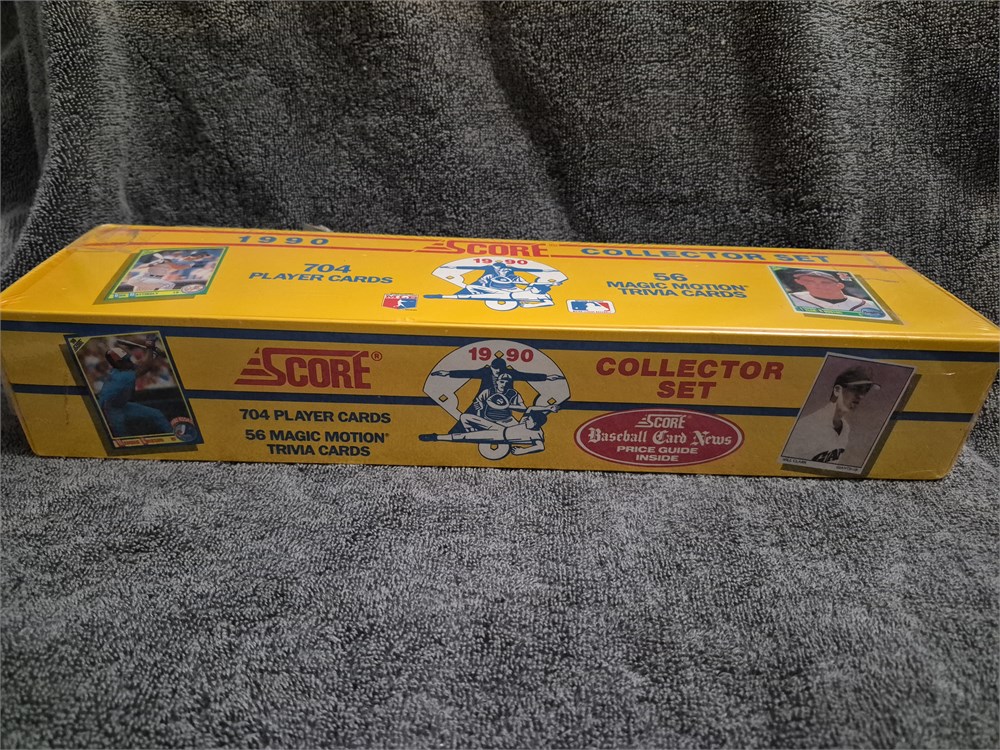 1990 SCORE COLLECTOR SET
704
PLAYER CARDS
1990
56
MAGIC MOTION®
TRIVIA CARDS
SCORE®
1990
COLLECTOR
SET
704 PLAYER CARDS
56 MAGIC MOTION®
TRIVIA CARDS
SCORE
Baseball Card News
PRICE GUIDE
INSIDE